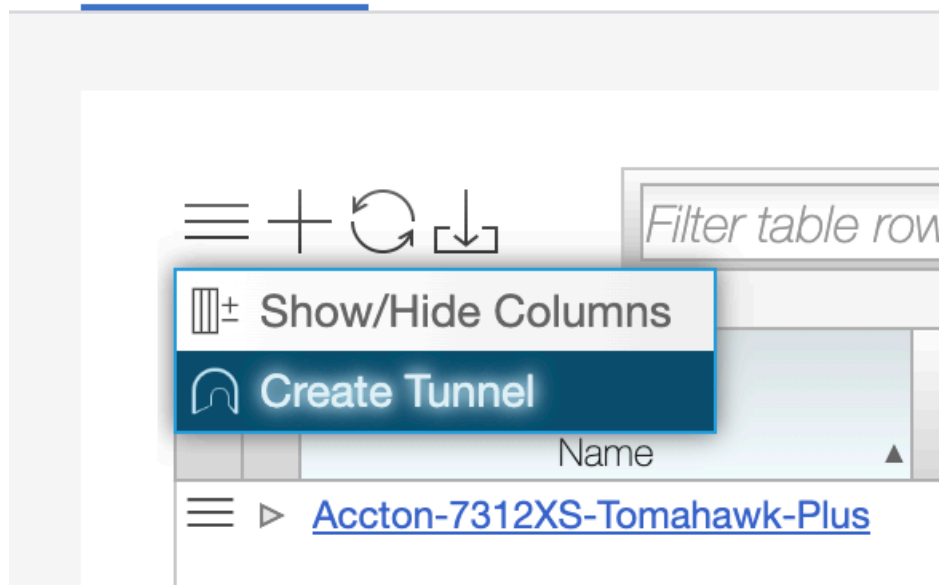 Filter table row
Show/Hide Columns
Create Tunnel
Name
Accton-7312XS-Tomahawk-Plus